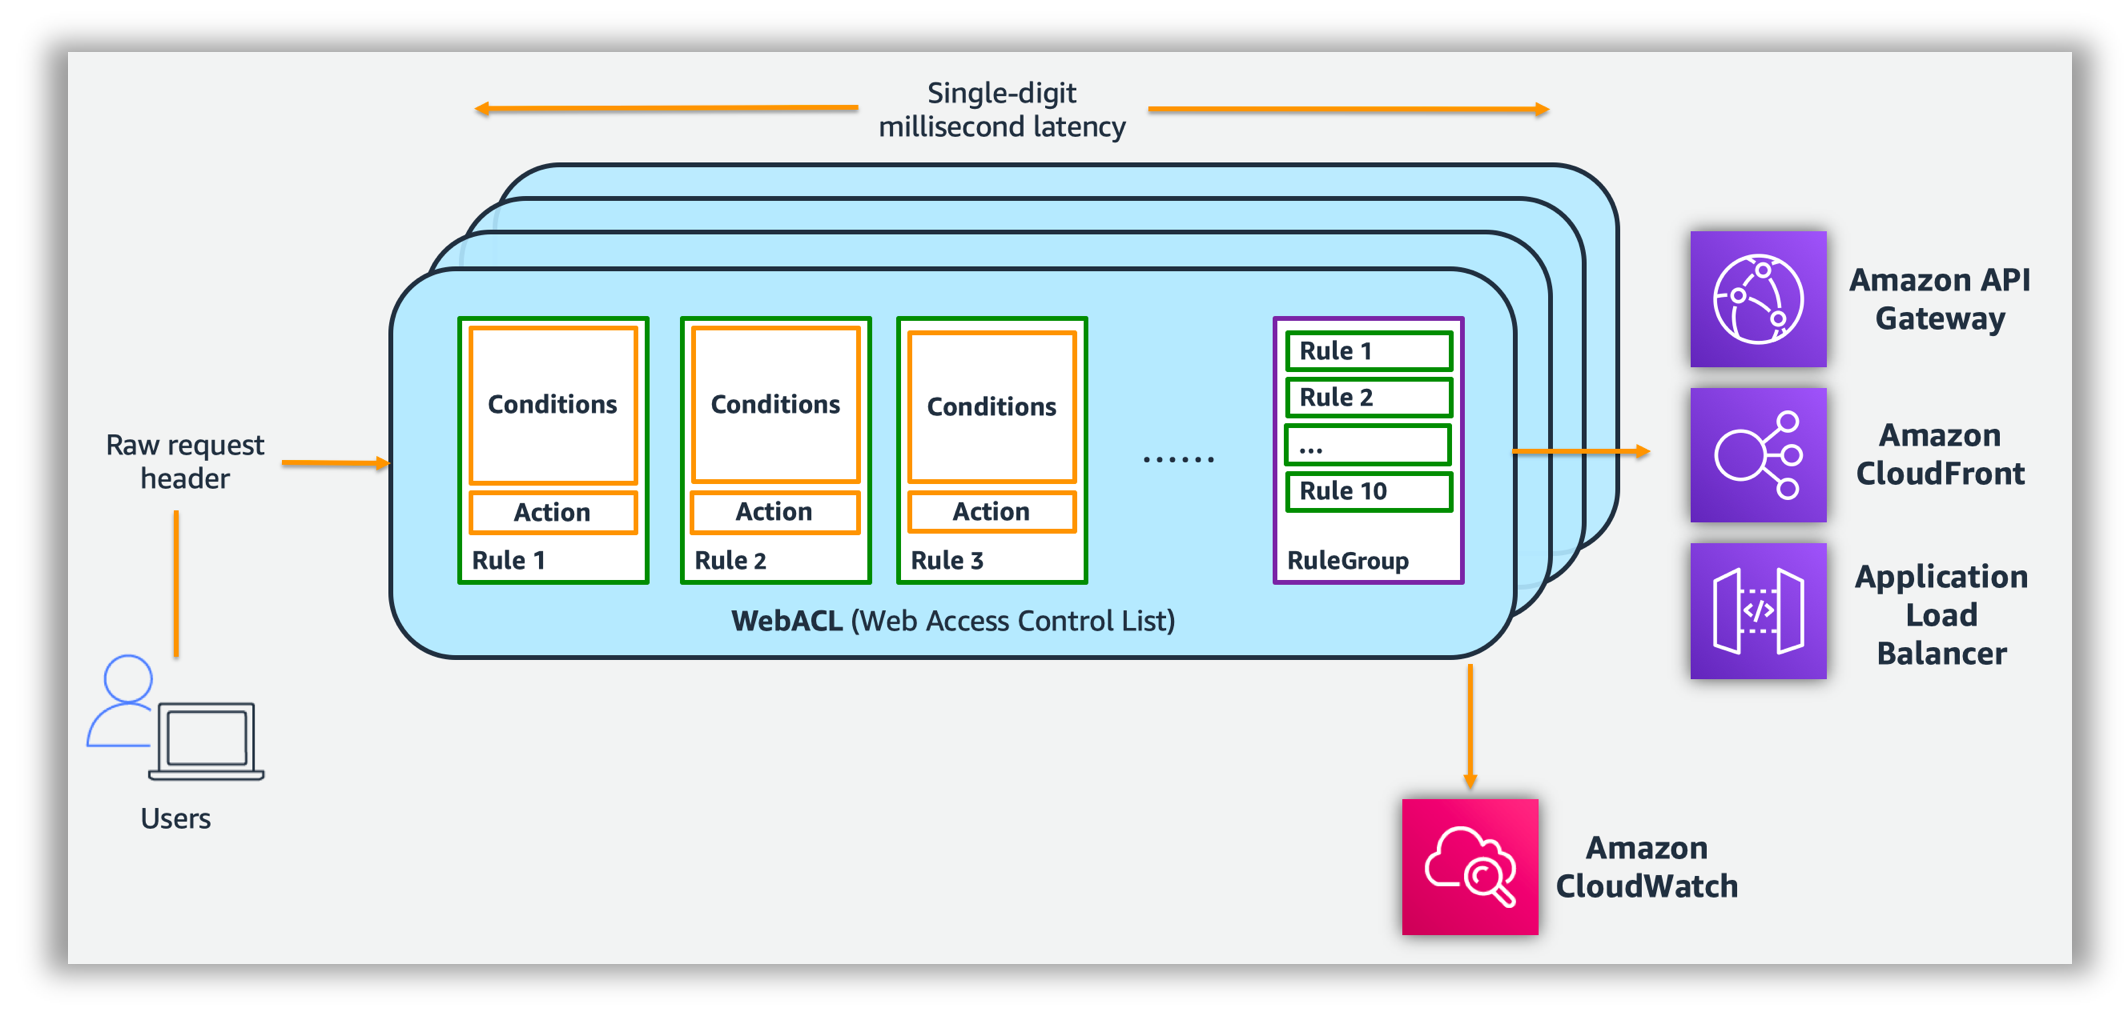 Single-digit
millisecond latency
Raw request
header
Users
Conditions
Action
Rule 1
Conditions
Action
Rule 2
Conditions
Action
Rule 3
......
Rule 1
Rule 2
...
Rule 10
RuleGroup
WebACL (Web Access Control List)
Amazon API
Gateway
Amazon
CloudFront
</>
Application
Load
Balancer
Amazon
CloudWatch